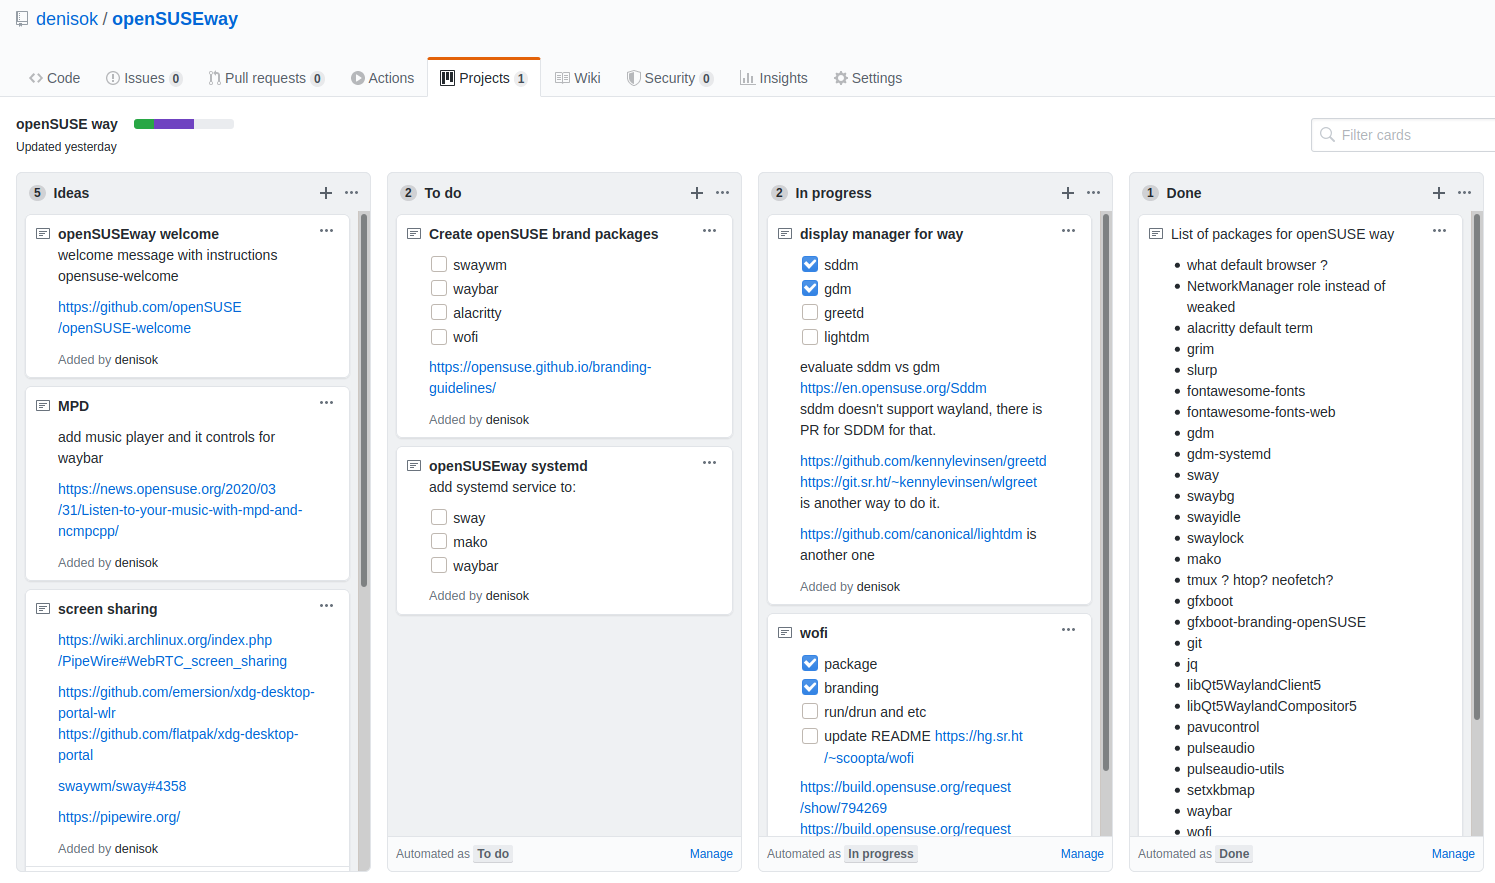 denisok / openSUSEway
Code
Issues 0
Pull requests 0
Actions
Projects 1
Wiki
Security 0
Insights
Settings
openSUSE way
Updated yesterday
Filter cards
5 Ideas
openSUSEway welcome
welcome message with instructions
opensuse-welcome
https://github.com/openSUSE
/openSUSE-welcome
Added by denisok
MPD
add music player and it controls for
waybar
https://news.opensuse.org/2020/03
/31/Listen-to-your-music-with-mpd-and-
ncmpcpp/
Added by denisok
screen sharing
https://wiki.archlinux.org/index.php
/PipeWire#WebRTC_screen_sharing
https://github.com/emersion/xdg-desktop-
portal-wlr
https://github.com/flatpak/xdg-desktop-
portal
swaywm/sway#4358
https://pipewire.org/
Added by denisok
2 To do
Create openSUSE brand packages
swaywm
waybar
alacritty
wofi
https://opensuse.github.io/branding-
guidelines/
Added by denisok
openSUSEway systemd
add systemd service to:
sway
mako
waybar
Added by denisok
Automated as To do
Manage
2 In progress
display manager for way
sddm
gdm
greetd
lightdm
evaluate sddm vs gdm
https://en.opensuse.org/Sddm
sddm doesn't support wayland, there is
PR for SDDM for that.
https://github.com/kennylevinsen/greetd
https://git.sr.ht/~kennylevinsen/wlgreet
is another way to do it.
https://github.com/canonical/lightdm is
another one
Added by denisok
wofi
package
branding
run/drun and etc
update README https://hg.sr.ht
/~scoopta/wofi
https://build.opensuse.org/request
/show/794269
https://build.opensuse.org/request
Automated as In progress
Manage
1 Done
List of packages for openSUSE way
what default browser ?
NetworkManager role instead of
weaked
alacritty default term
grim
slurp
fontawesome-fonts
fontawesome-fonts-web
gdm
gdm-systemd
sway
swaybg
swayidle
swaylock
mako
tmux ? htop? neofetch?
gfxboot
gfxboot-branding-openSUSE
git
jq
libQt5WaylandClient5
libQt5WaylandCompositor5
pavucontrol
pulseaudio
pulseaudio-utils
setxkbmap
waybar
wofi
Automated as Done
Manage